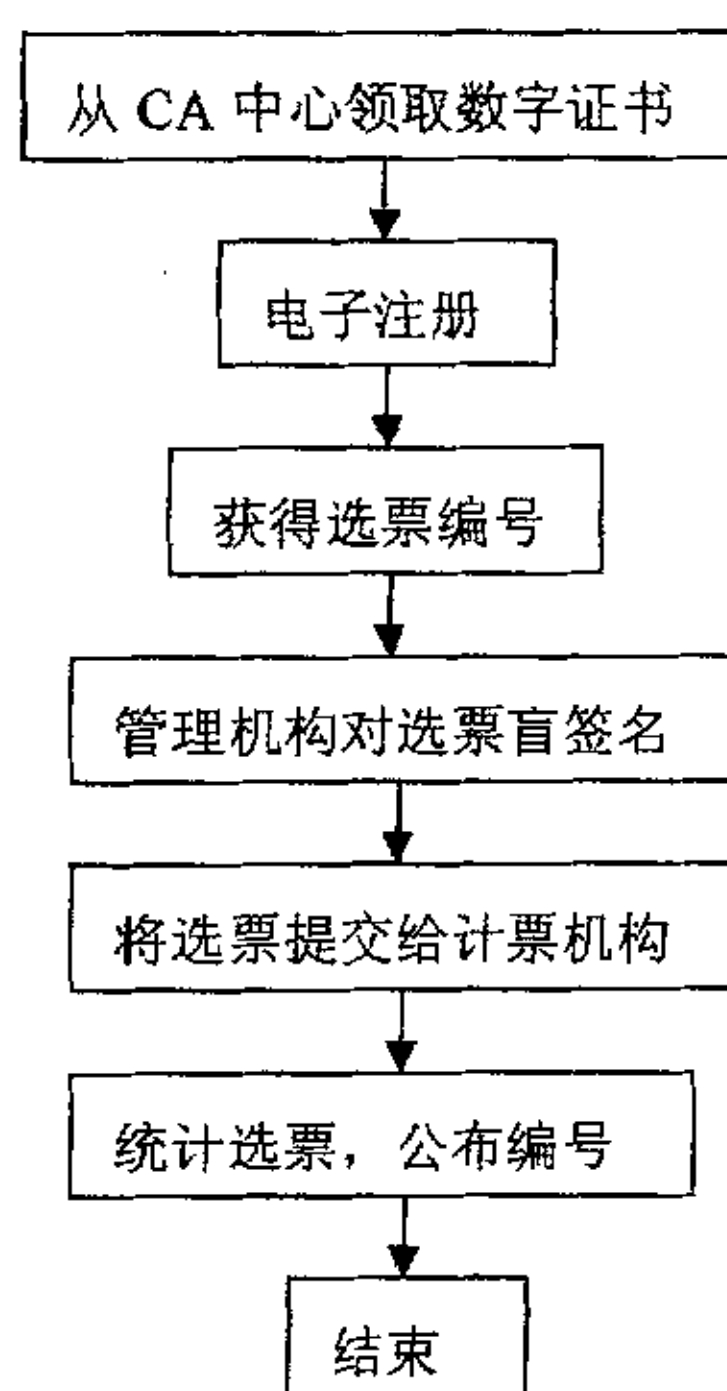 从 CA 中心领取数字证书
电子注册
获得选票编号
管理机构对选票盲签名
将选票提交给计票机构
统计选票，公布编号
结束